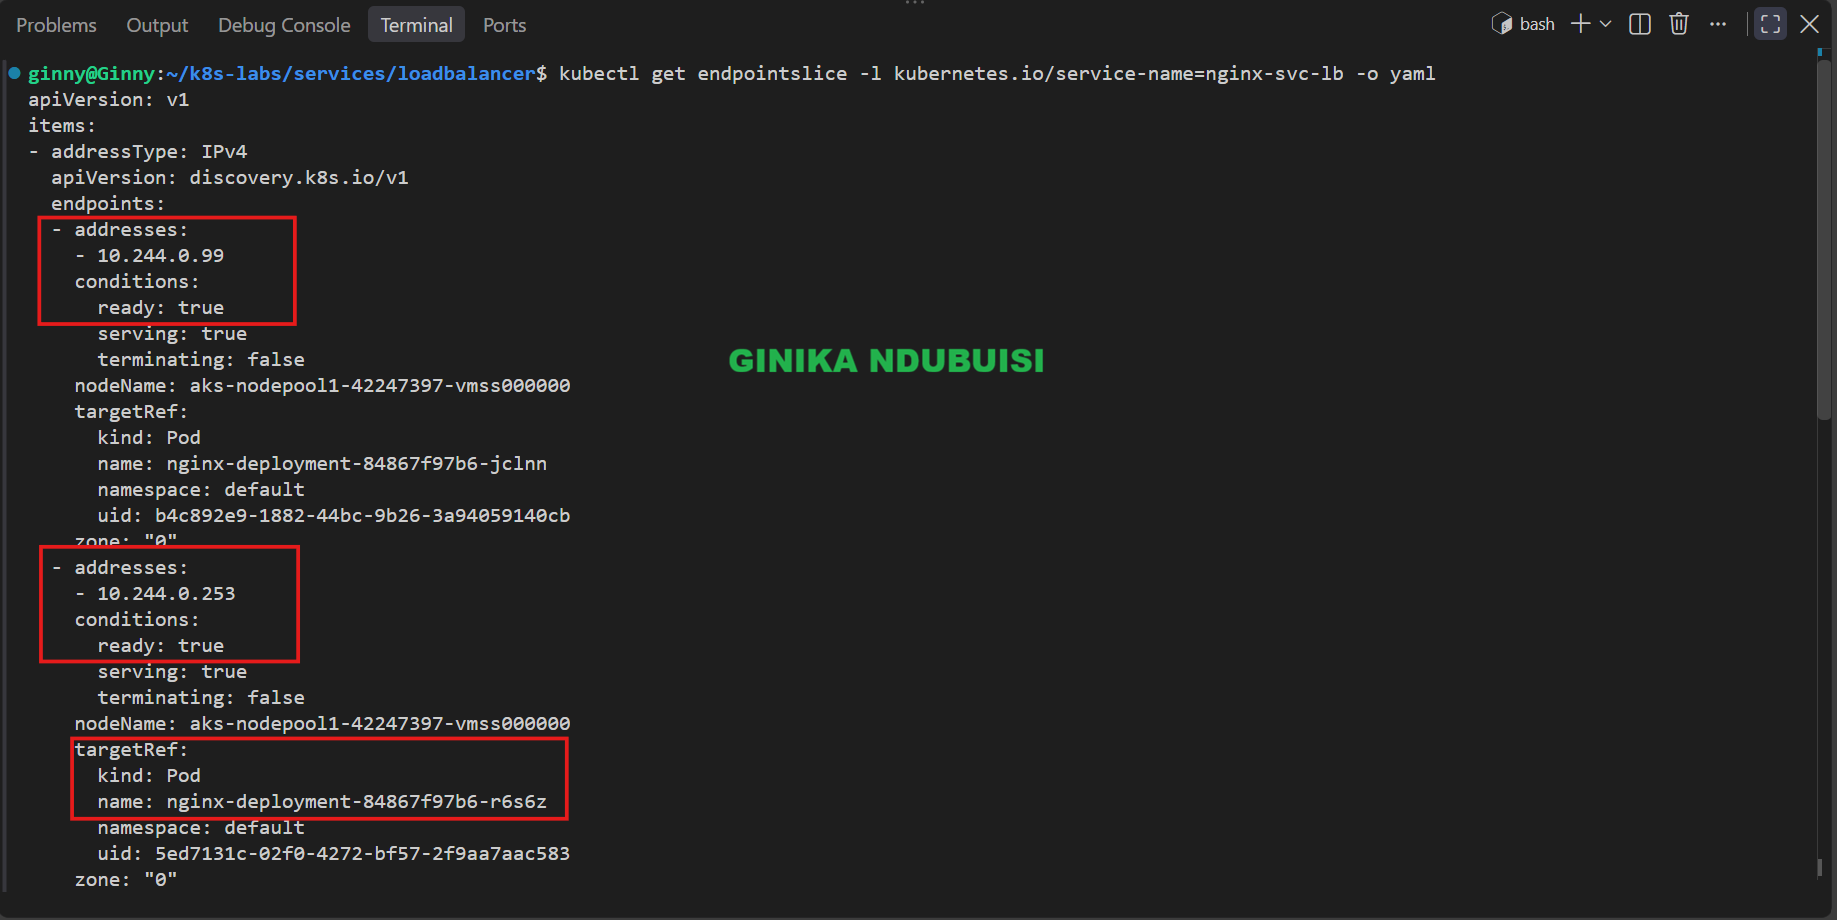 Problems Output Debug Console Terminal Ports bash
ginny@Ginny:~/k8s-labs/services/loadbalancer$ kubectl get endpointslice -l kubernetes.io/service-name=nginx-svc-lb -o yaml
apiVersion: v1
items:
- addressType: IPv4
  apiVersion: discovery.k8s.io/v1
  endpoints:
  - addresses:
    - 10.244.0.99
    conditions:
      ready: true
      serving: true
      terminating: false
GINIKA NDUBUISI
    nodeName: aks-nodepool1-42247397-vmss000000
    targetRef:
      kind: Pod
      name: nginx-deployment-84867f97b6-jclnn
      namespace: default
      uid: b4c892e9-1882-44bc-9b26-3a94059140cb
    zone: "0"
  - addresses:
    - 10.244.0.253
    conditions:
      ready: true
      serving: true
      terminating: false
    nodeName: aks-nodepool1-42247397-vmss000000
    targetRef:
      kind: Pod
      name: nginx-deployment-84867f97b6-r6s6z
      namespace: default
      uid: 5ed7131c-02f0-4272-bf57-2f9aa7aac583
    zone: "0"